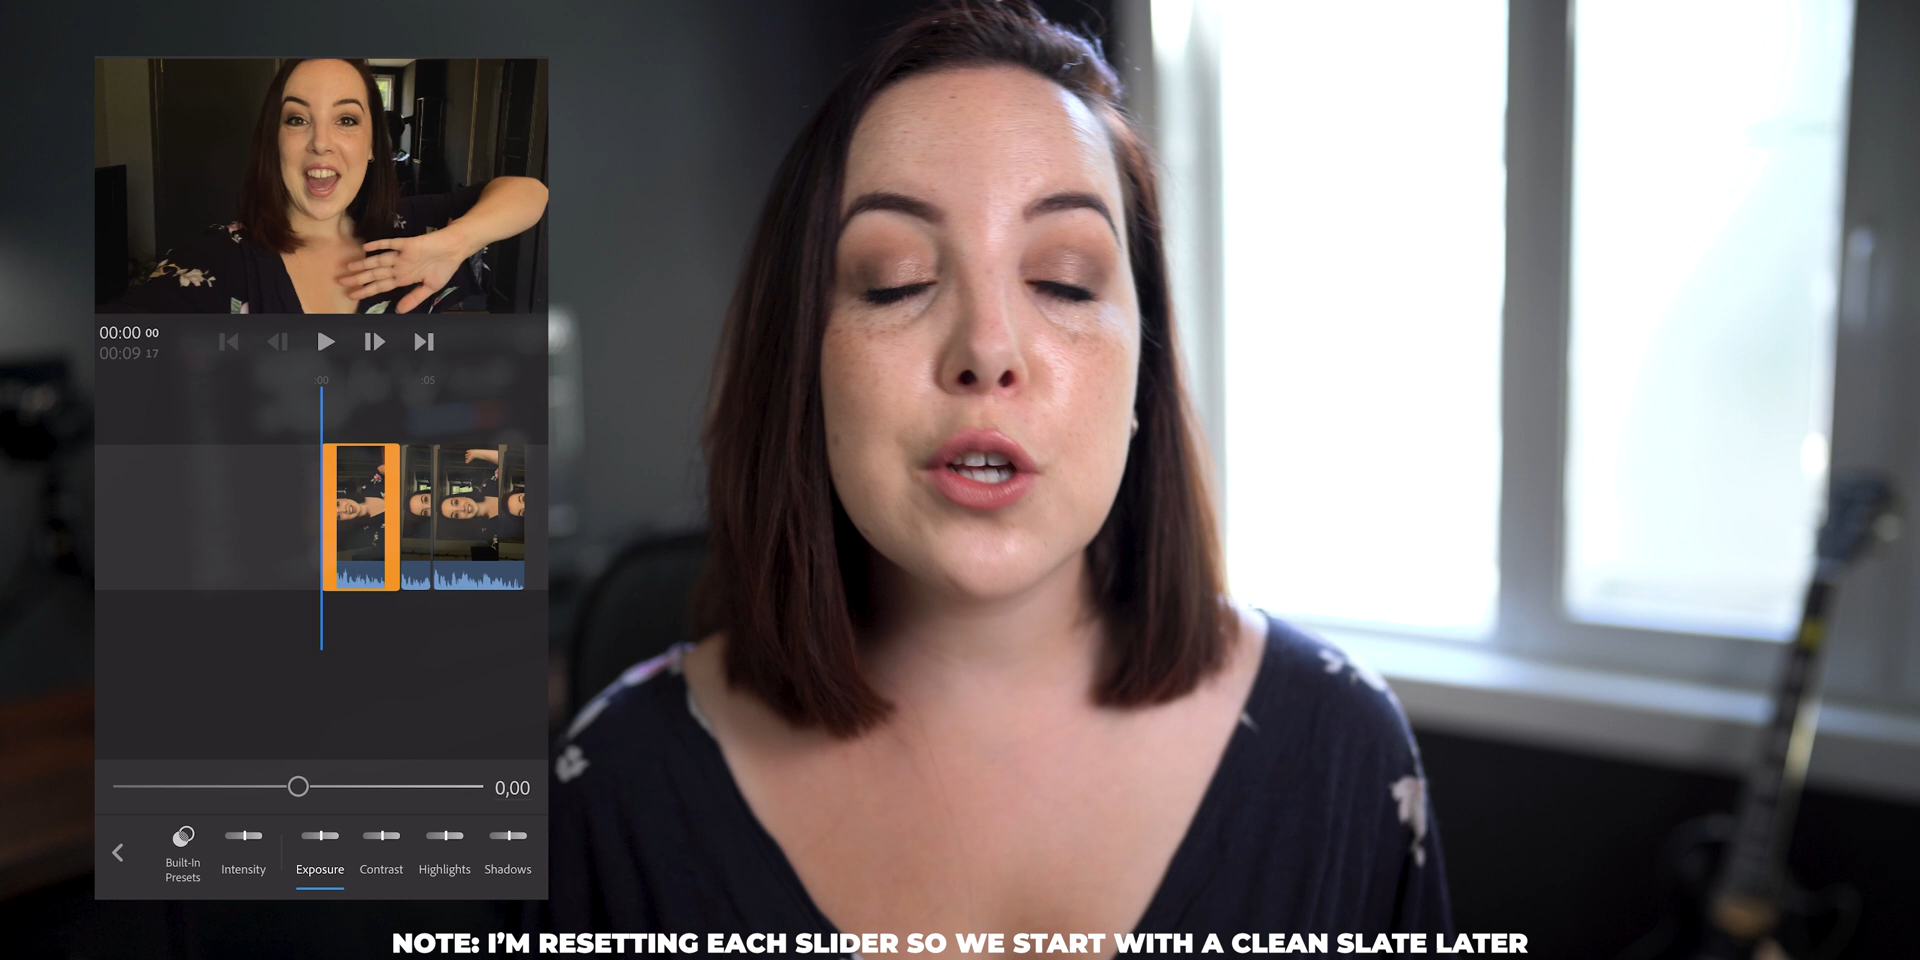 00:00 00
00:09 17
:00
:05
0,00
Built-In
Presets
Intensity
Exposure
Contrast
Highlights
Shadows
NOTE: I'M RESETTING EACH SLIDER SO WE START WITH A CLEAN SLATE LATER